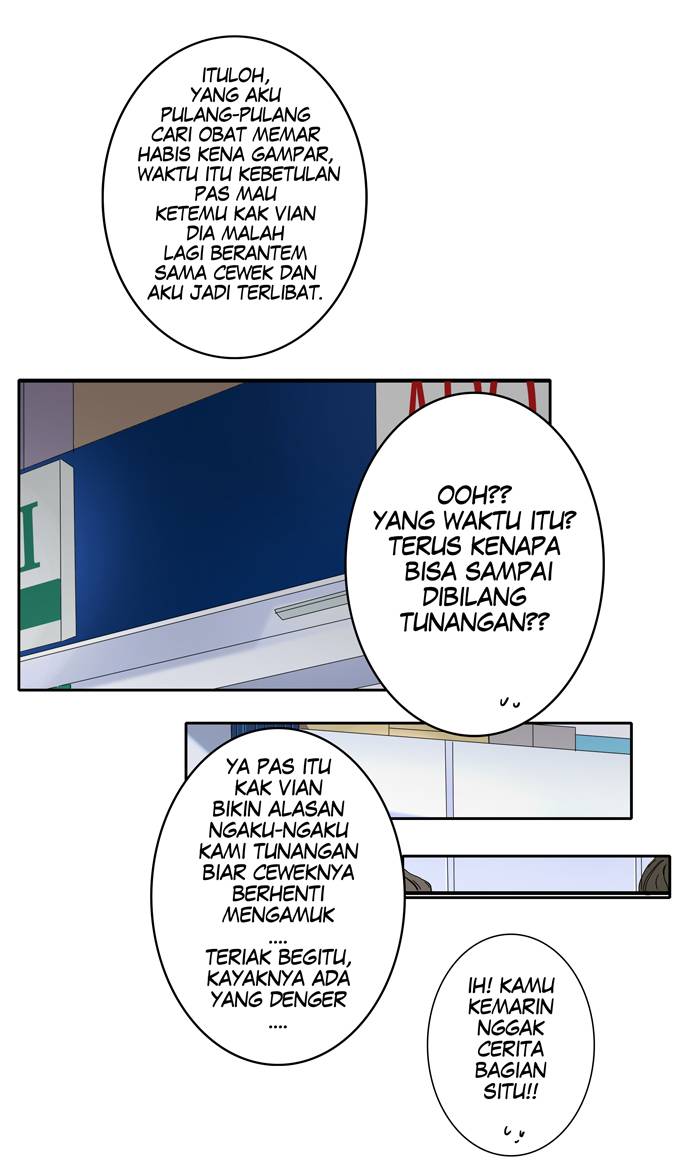 ITULOH,
YANG AKU
PULANG-PULANG
CARI OBAT MEMAR
HABIS KENA GAMPAR,
WAKTU ITU KEBETULAN
PAS MAU
KETEMU KAK VIAN
DIA MALAH
LAGI BERANTEM
SAMA CEWEK DAN
AKU JADI TERLIBAT.
OOH??
YANG WAKTU ITU?
TERUS KENAPA
BISA SAMPAI
DIBILANG
TUNANGAN??
YA PAS ITU
KAK VIAN
BIKIN ALASAN
NGAKU-NGAKU
KAMI TUNANGAN
BIAR CEWEKNYA
BERHENTI
MENGAMUK
....
TERIAK BEGITU,
KAYAKNYA ADA
YANG DENGER
....
IH! KAMU
KEMARIN
NGGAK
CERITA
BAGIAN
SITU!!